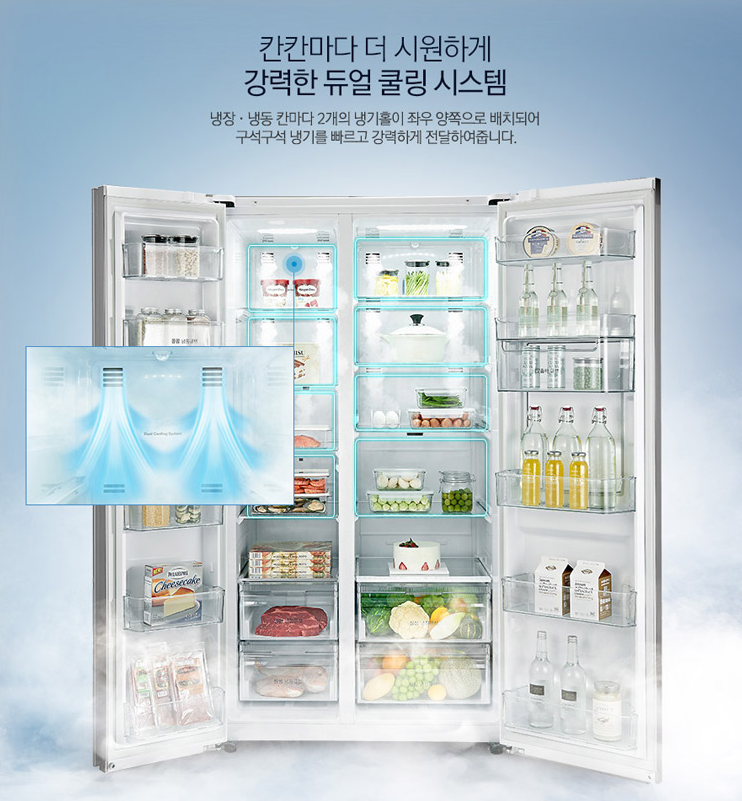 칸칸마다 더 시원하게
강력한 듀얼 쿨링 시스템
냉장 · 냉동 칸마다 2개의 냉기홀이 좌우 양쪽으로 배치되어
구석구석 냉기를 빠르고 강력하게 전달하여줍니다.
Dual Cooling System
Cheesecake